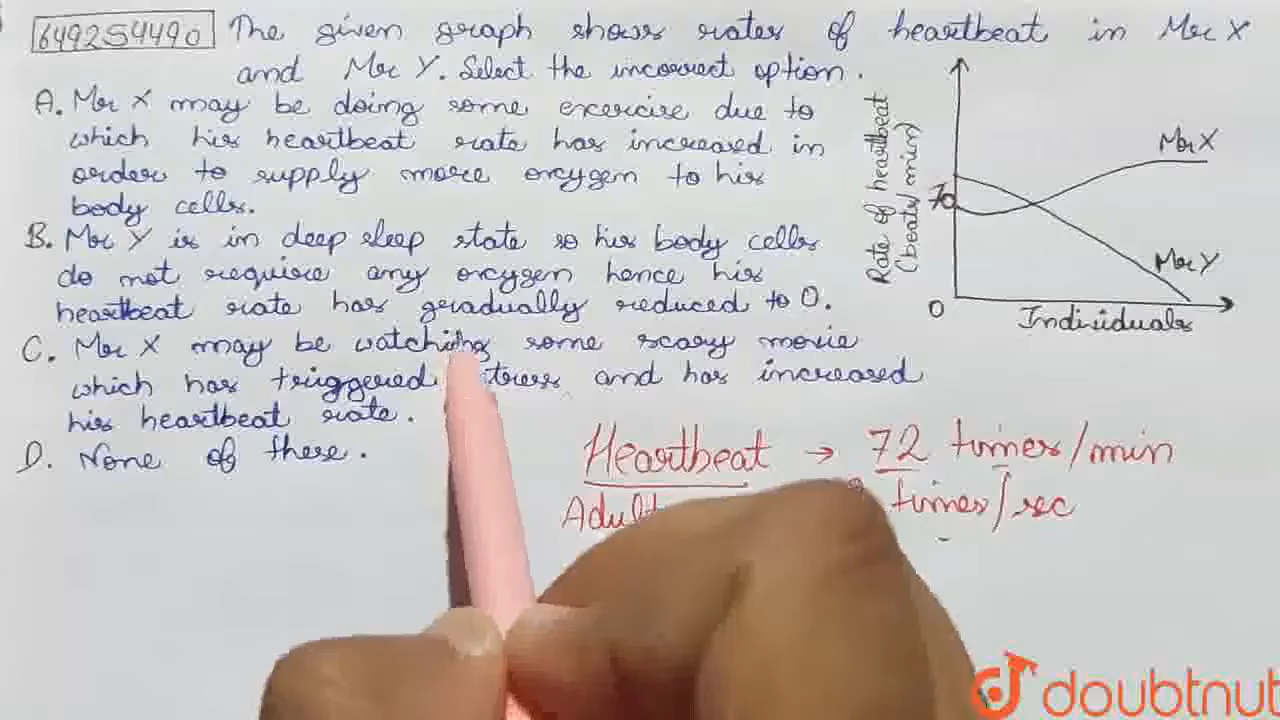 649254490 The given graph shows rates of heartbeat in Mr X
and Mr Y. Select the incorrect option.
A. Mr X may be doing some exercise due to
which his heartbeat rate has increased in
order to supply more oxygen to his
body cells.
B. Mr Y is in deep sleep state so his body cells
do not require any oxygen hence his
heartbeat rate has gradually reduced to 0.
C. Mr X may be watching some scary movie
which has triggered stress and has increased
his heartbeat rate.
D. None of these.
Rate of heartbeat
(beats/min)
70
0
Mr X
Mr Y
Individuals
Heartbeat → 72 times/min
Adult times/sec
doubtnut